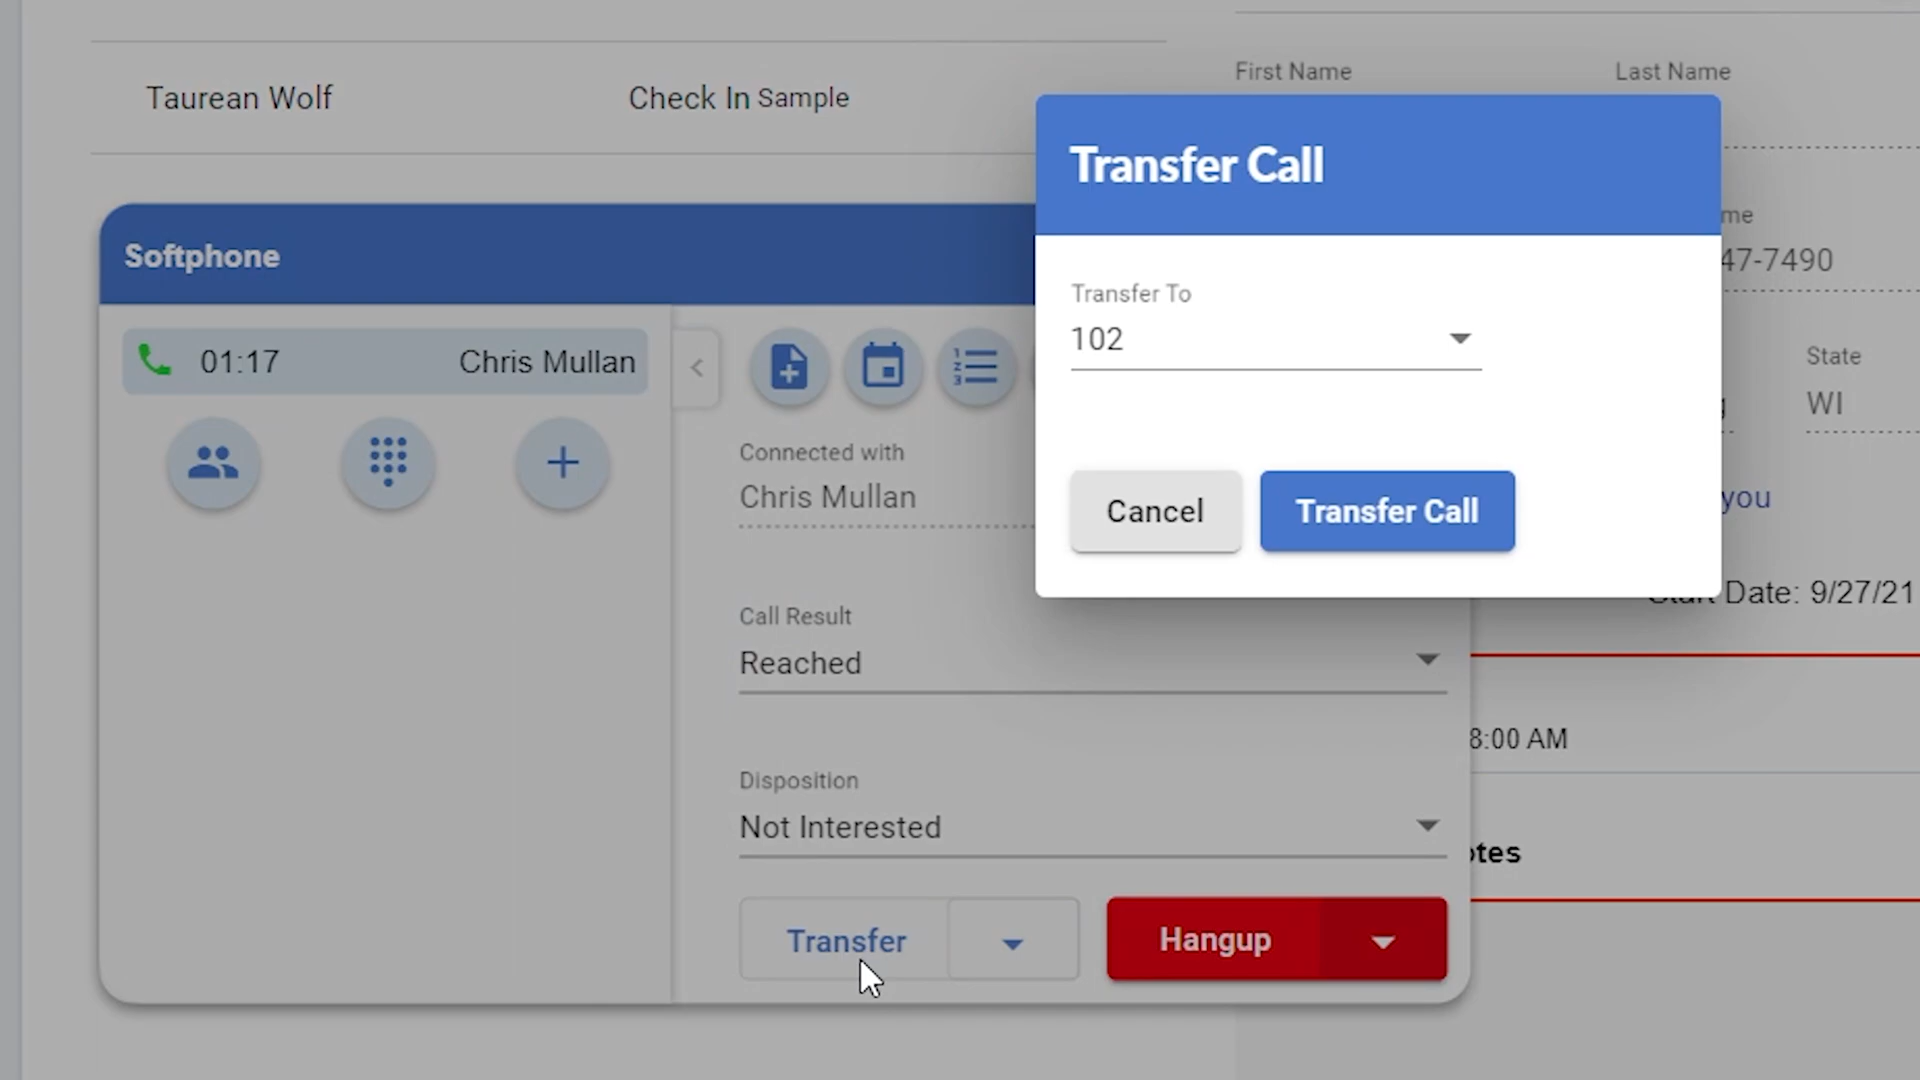 Taurean Wolf
Check In Sample
First Name
Last Name
47-7490
State
WI
you
Start Date: 9/27/21
8:00 AM
Softphone
01:17
Chris Mullan
Connected with
Chris Mullan
Call Result
Reached
Disposition
Not Interested
Transfer
Hangup
Transfer Call
Transfer To
102
Cancel
Transfer Call